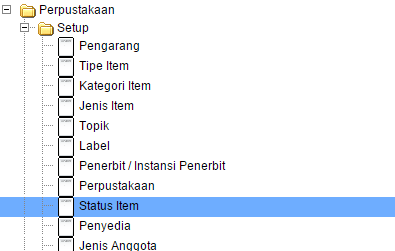 Perpustakaan
Setup
Pengarang
Tipe Item
Kategori Item
Jenis Item
Topik
Label
Penerbit / Instansi Penerbit
Perpustakaan
Status Item
Penyedia
Jenis Anggota